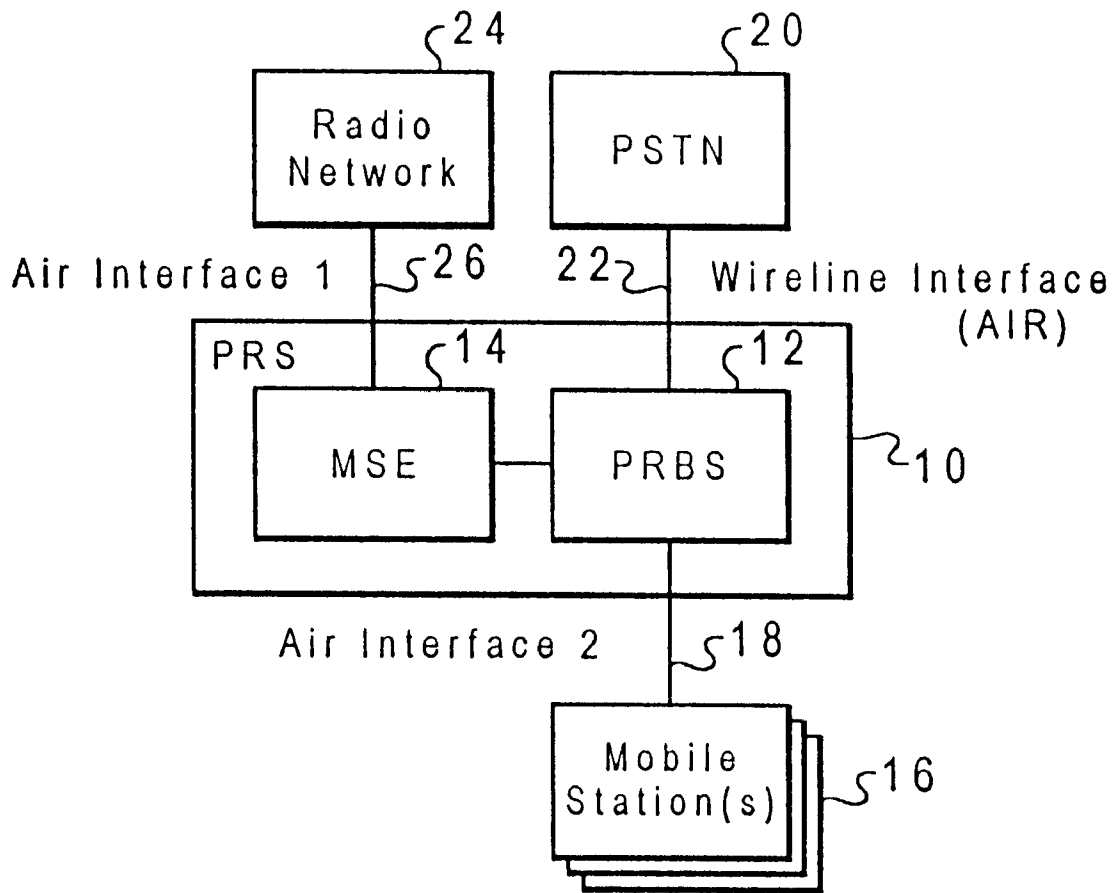 24
20
Radio
Network
PSTN
Air Interface 1
26
22
Wireline Interface
(AIR)
PRS
14
12
MSE
PRBS
10
Air Interface 2
18
Mobile
Station(s)
16